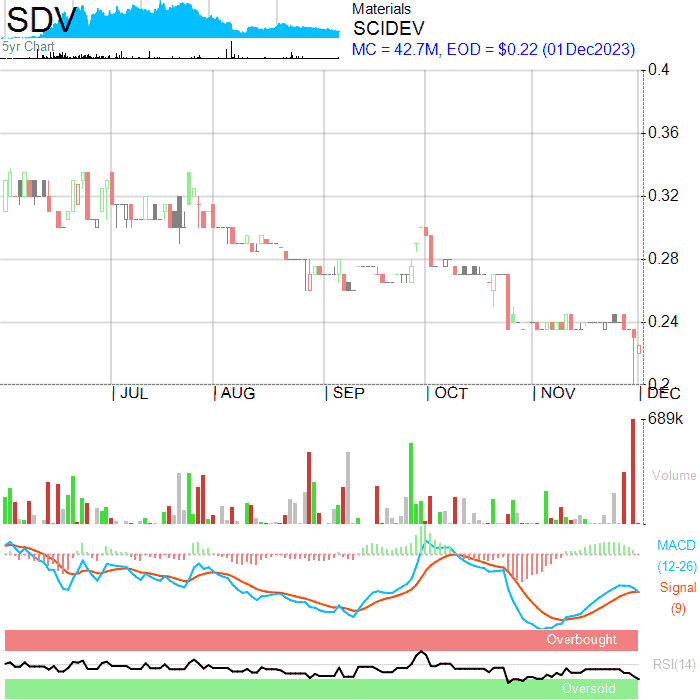 SDV
Materials
SCIDEV
5yr Chart
MC = 42.7M, EOD = $0.22 (01Dec2023)
0.4
0.36
0.32
0.28
0.24
0.2
JUL AUG SEP OCT NOV DEC
689k
Volume
MACD
(12-26)
Signal
(9)
Overbought
RSI(14)
Oversold